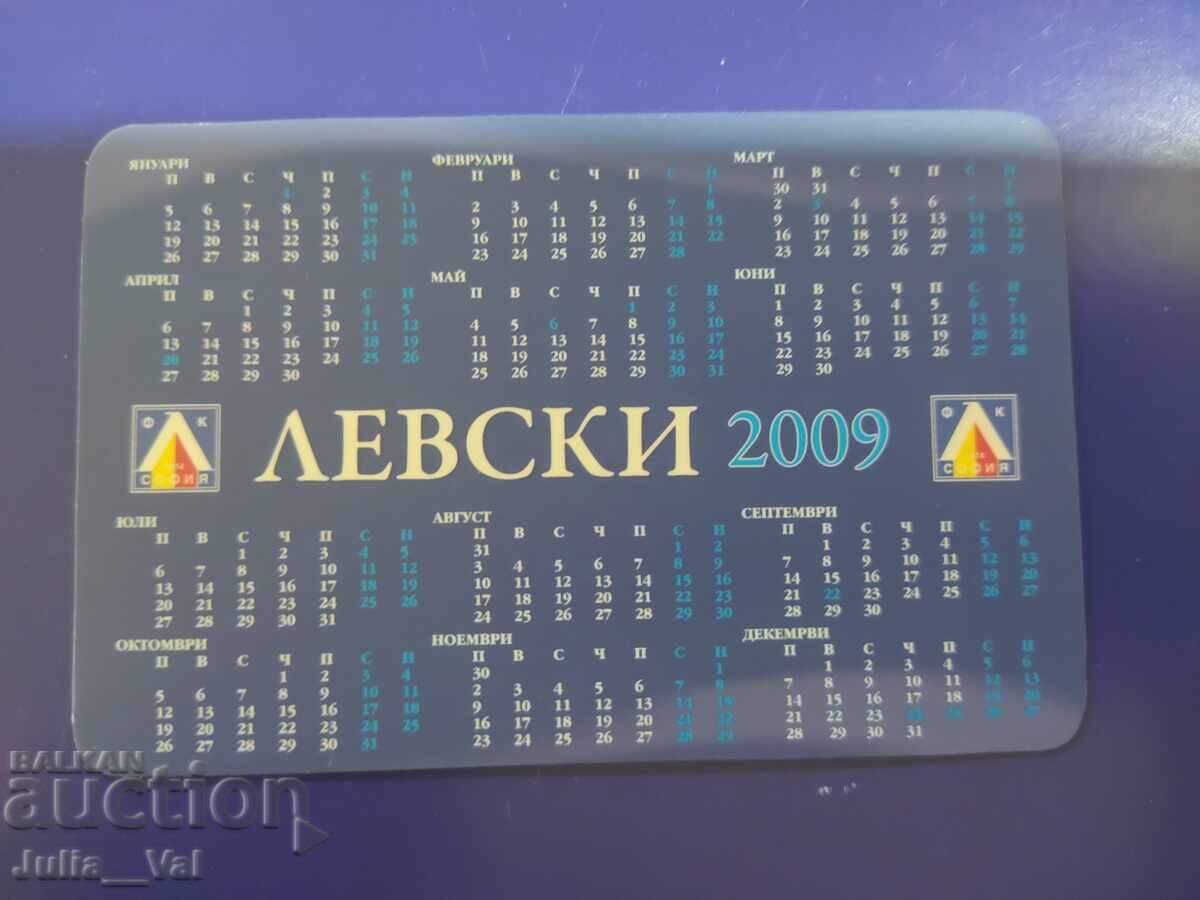 ЯНУАРИ
П В С Ч П С Н
1 2 3 4
5 6 7 8 9 10 11
12 13 14 15 16 17 18
19 20 21 22 23 24 25
26 27 28 29 30 31
ФЕВРУАРИ
П В С Ч П С Н
1
2 3 4 5 6 7 8
9 10 11 12 13 14 15
16 17 18 19 20 21 22
23 24 25 26 27 28
МАРТ
П В С Ч П С Н
30 31 1
2 3 4 5 6 7 8
9 10 11 12 13 14 15
16 17 18 19 20 21 22
23 24 25 26 27 28 29
АПРИЛ
П В С Ч П С Н
1 2 3 4 5
6 7 8 9 10 11 12
13 14 15 16 17 18 19
20 21 22 23 24 25 26
27 28 29 30
МАЙ
П В С Ч П С Н
1 2 3
4 5 6 7 8 9 10
11 12 13 14 15 16 17
18 19 20 21 22 23 24
25 26 27 28 29 30 31
ЮНИ
П В С Ч П С Н
1 2 3 4 5 6 7
8 9 10 11 12 13 14
15 16 17 18 19 20 21
22 23 24 25 26 27 28
29 30
Ф К
СОФИЯ
ЛЕВСКИ 2009
Ф К
СОФИЯ
ЮЛИ
П В С Ч П С Н
1 2 3 4 5
6 7 8 9 10 11 12
13 14 15 16 17 18 19
20 21 22 23 24 25 26
27 28 29 30 31
АВГУСТ
П В С Ч П С Н
31 1 2
3 4 5 6 7 8 9
10 11 12 13 14 15 16
17 18 19 20 21 22 23
24 25 26 27 28 29 30
СЕПТЕМВРИ
П В С Ч П С Н
1 2 3 4 5 6
7 8 9 10 11 12 13
14 15 16 17 18 19 20
21 22 23 24 25 26 27
28 29 30
ОКТОМВРИ
П В С Ч П С Н
1 2 3 4
5 6 7 8 9 10 11
12 13 14 15 16 17 18
19 20 21 22 23 24 25
26 27 28 29 30 31
НОЕМВРИ
П В С Ч П С Н
30 1
2 3 4 5 6 7 8
9 10 11 12 13 14 15
16 17 18 19 20 21 22
23 24 25 26 27 28 29
ДЕКЕМРВИ
П В С Ч П С Н
1 2 3 4 5 6
7 8 9 10 11 12 13
14 15 16 17 18 19 20
21 22 23 24 25 26 27
28 29 30 31
BALKAN
auction
Julia__Val